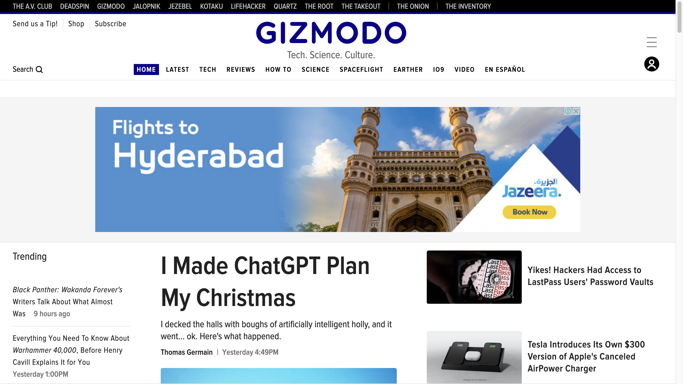 THE A.V. CLUB DEADSPIN GIZMODO JALOPNIK JEZEBEL KOTAKU LIFEHACKER QUARTZ THE ROOT THE TAKEOUT | THE ONION | THE INVENTORY
Send us a Tip! Shop Subscribe
GIZMODO
Tech. Science. Culture.
Search
HOME LATEST TECH REVIEWS HOW TO SCIENCE SPACEFLIGHT EARTHER IO9 VIDEO EN ESPAÑOL
Flights to
Hyderabad
الجزيرة.
Jazeera.
Book Now
Trending
Black Panther: Wakanda Forever's
Writers Talk About What Almost
Was 9 hours ago
Everything You Need To Know About
Warhammer 40,000, Before Henry
Cavill Explains It for You
Yesterday 1:00PM
I Made ChatGPT Plan
My Christmas
I decked the halls with boughs of artificially intelligent holly, and it
went... ok. Here's what happened.
Thomas Germain | Yesterday 4:49PM
Yikes! Hackers Had Access to
LastPass Users' Password Vaults
Tesla Introduces Its Own $300
Version of Apple's Canceled
AirPower Charger